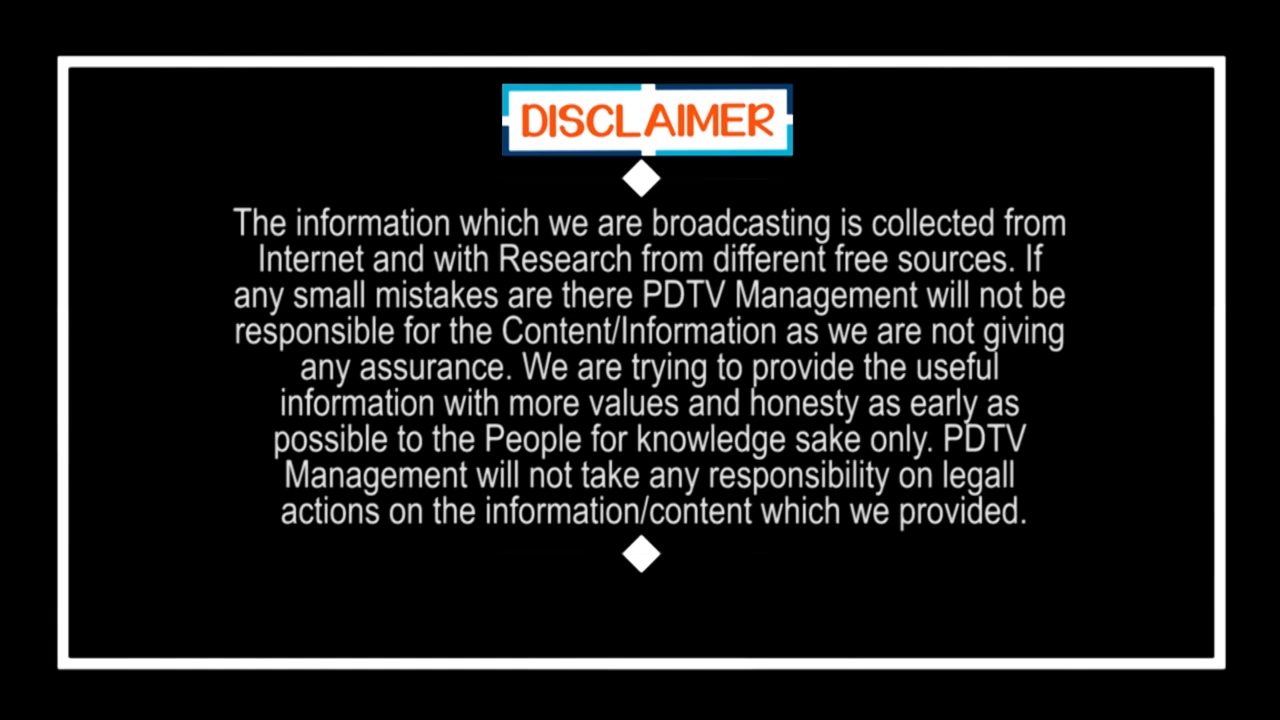 DISCLAIMER
The information which we are broadcasting is collected from
Internet and with Research from different free sources. If
any small mistakes are there PDTV Management will not be
responsible for the Content/Information as we are not giving
any assurance. We are trying to provide the useful
information with more values and honesty as early as
possible to the People for knowledge sake only. PDTV
Management will not take any responsibility on legall
actions on the information/content which we provided.